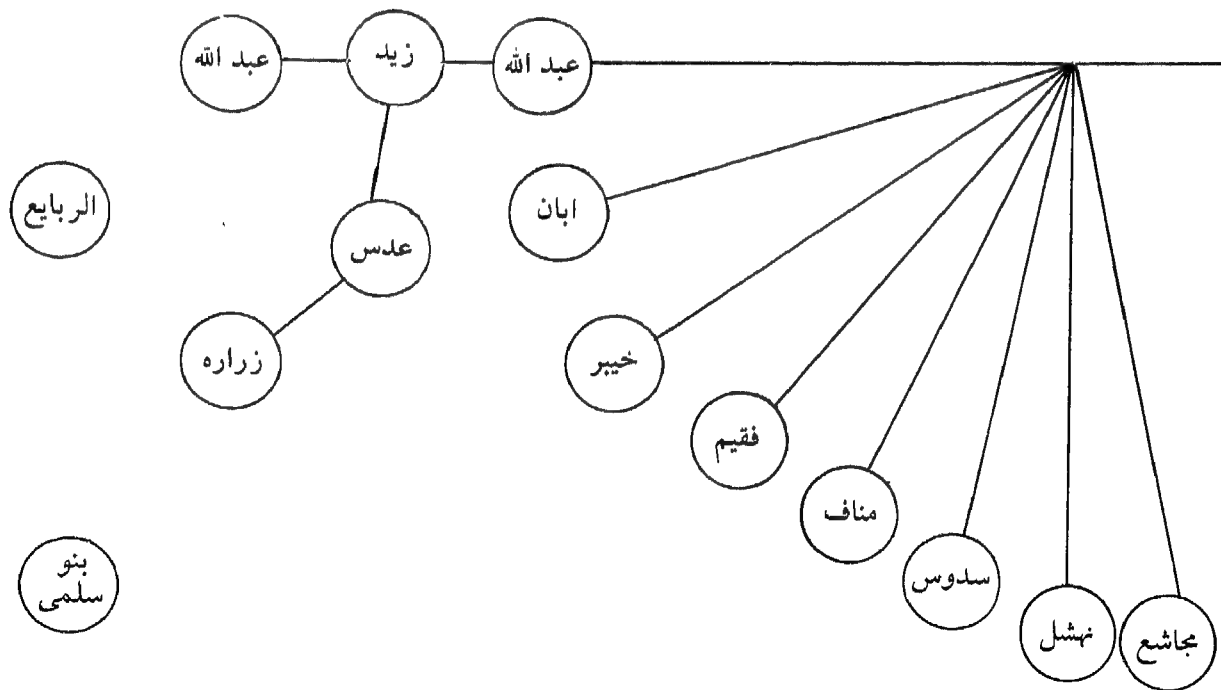 عبد الله
زيد
عبد الله
ابان
الربايع
عدس
خيبر
زراره
فقيم
مناف
سدوس
بنو
سلمى
نهشل
مجاشع